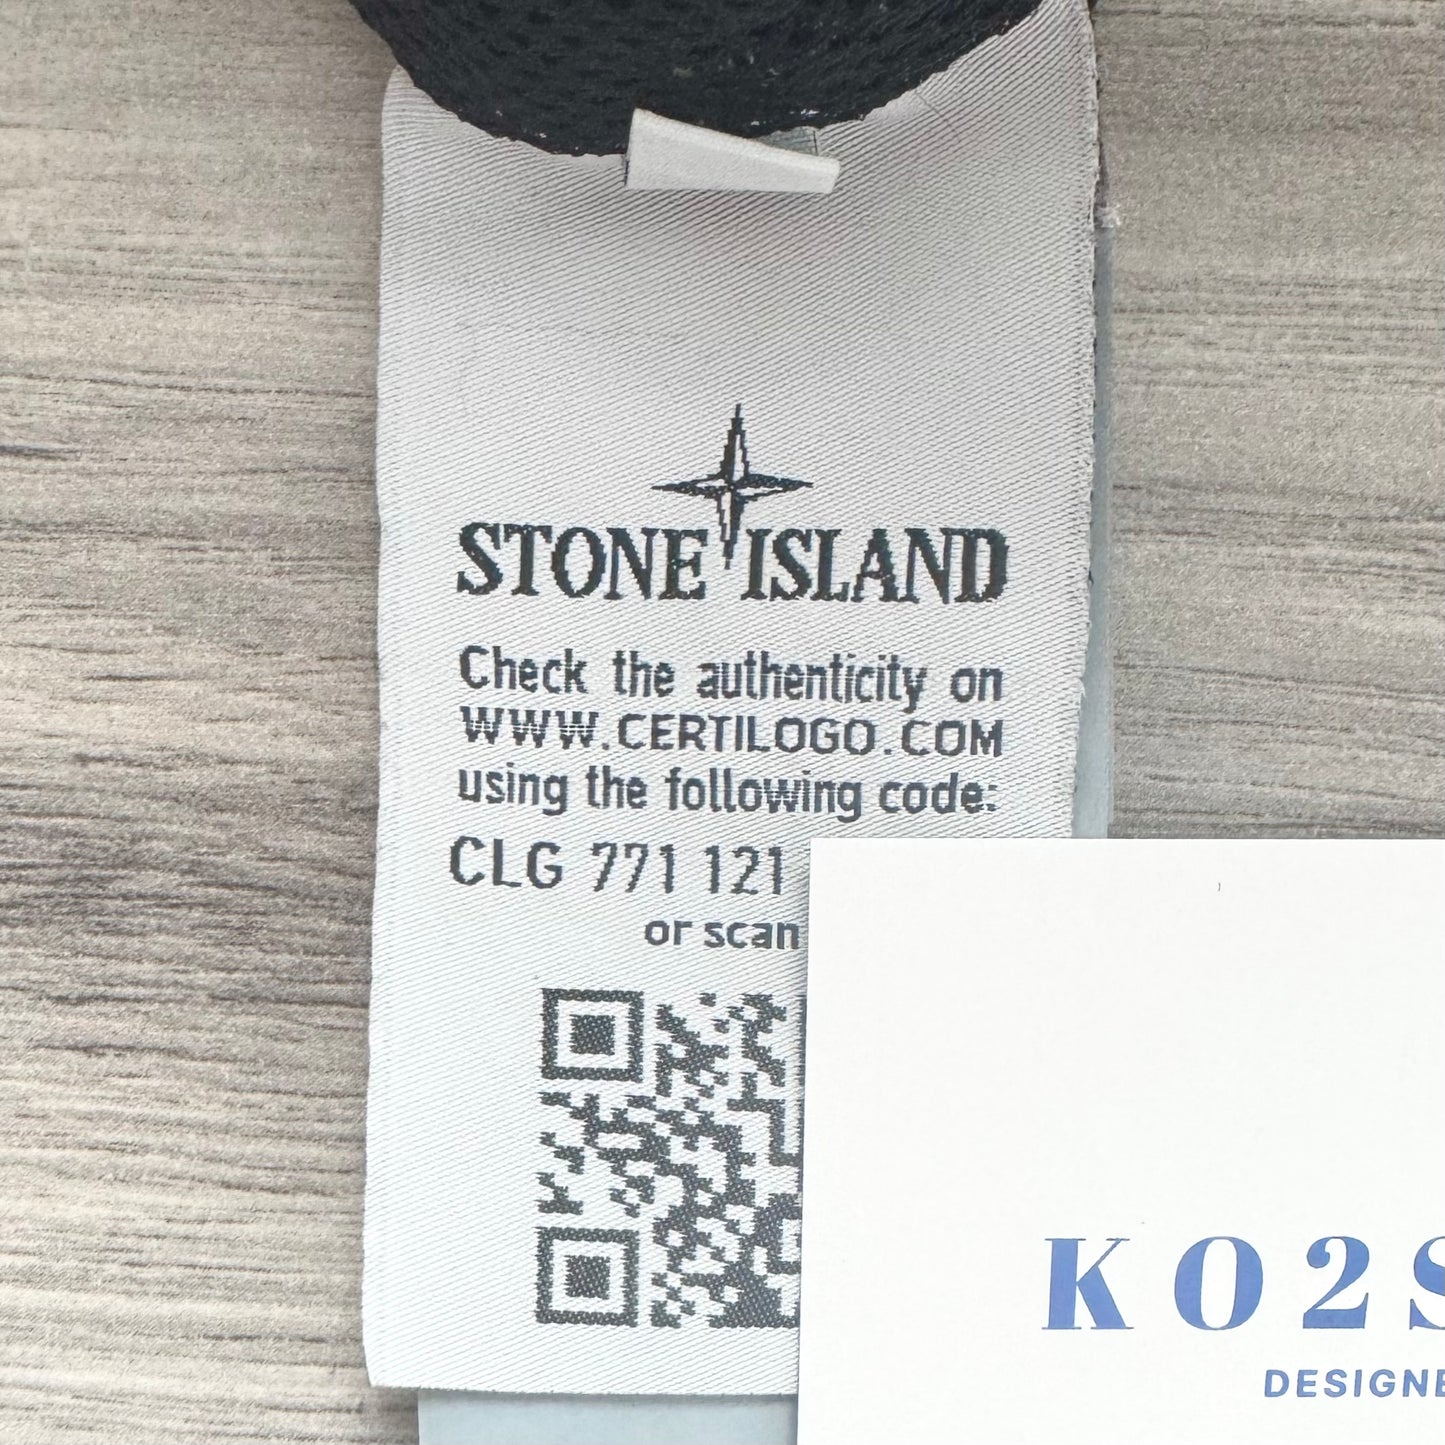 STONE ISLAND
Check the authenticity on
WWW.CERTILOGO.COM
using the following code:
CLG 771 121
or scan
KO2S
DESIGNE